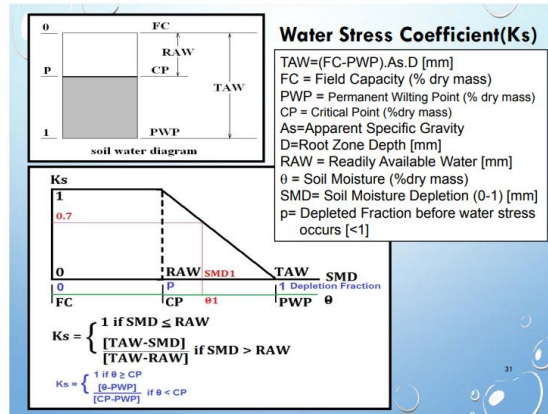 Water Stress Coefficient(Ks)
0 FC
RAW
P CP
TAW
1 PWP
soil water diagram
TAW=(FC-PWP).As.D [mm]
FC = Field Capacity (% dry mass)
PWP = Permanent Wilting Point (% dry mass)
CP = Critical Point (%dry mass)
As=Apparent Specific Gravity
D=Root Zone Depth [mm]
RAW = Readily Available Water [mm]
θ = Soil Moisture (%dry mass)
SMD= Soil Moisture Depletion (0-1) [mm]
p= Depleted Fraction before water stress
occurs [<1]
Ks
1
0.7
0 RAW SMD1 TAW SMD
0 p 1 Depletion Fraction
FC CP θ1 PWP θ
Ks = { 1 if SMD ≤ RAW
[TAW-SMD]
[TAW-RAW] if SMD > RAW
Ks = { 1 if θ ≥ CP
[θ-PWP]
[CP-PWP] if θ < CP
31